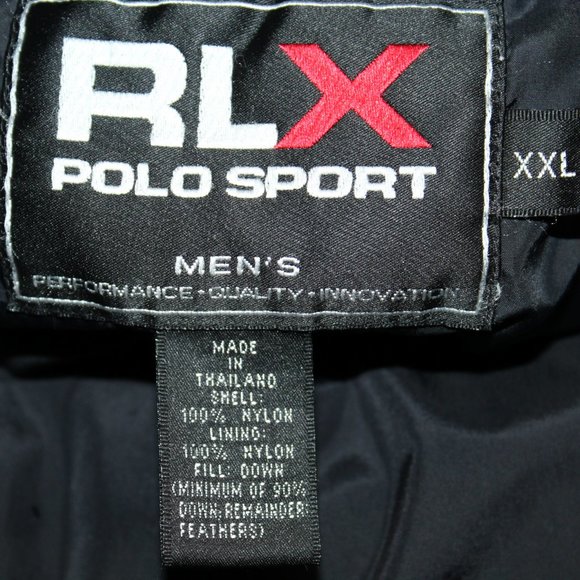 RLX
POLO SPORT
XXL
MEN'S
PERFORMANCE • QUALITY • INNOVATION
MADE
IN
THAILAND
SHELL:
100% NYLON
LINING:
100% NYLON
FILL: DOWN
(MINIMUM OF 90%
DOWN; REMAINDER
FEATHERS)